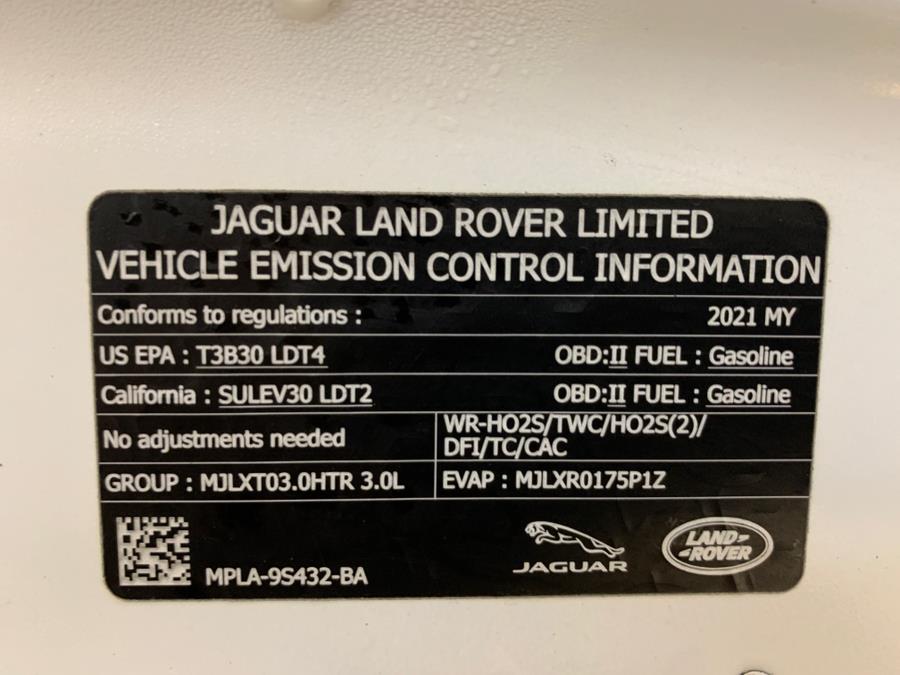 JAGUAR LAND ROVER LIMITED
VEHICLE EMISSION CONTROL INFORMATION
Conforms to regulations : 2021 MY
US EPA : T3B30 LDT4 OBD:II FUEL : Gasoline
California : SULEV30 LDT2 OBD:II FUEL : Gasoline
No adjustments needed
WR-HO2S/TWC/HO2S(2)/
DFI/TC/CAC
GROUP : MJLXT03.0HTR 3.0L
EVAP : MJLXR0175P1Z
MPLA-9S432-BA
JAGUAR
LAND-
-ROVER